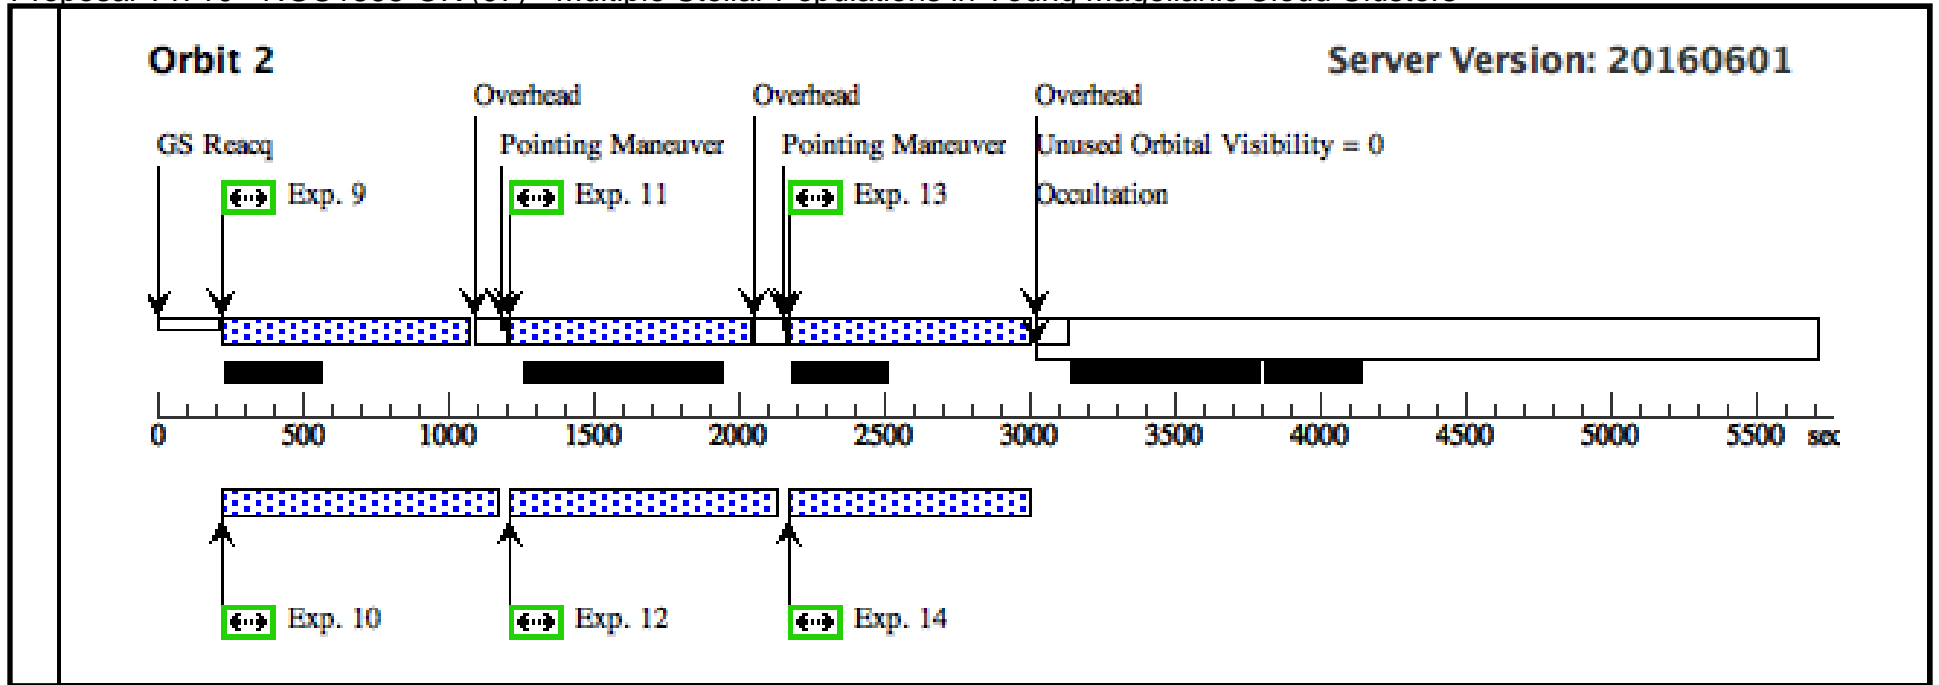 Orbit 2 Server Version: 20160601
Overhead Overhead Overhead
GS Reacq Pointing Maneuver Pointing Maneuver Unused Orbital Visibility = 0
Exp. 9 Exp. 11 Exp. 13 Occultation
0 500 1000 1500 2000 2500 3000 3500 4000 4500 5000 5500 sec
Exp. 10 Exp. 12 Exp. 14